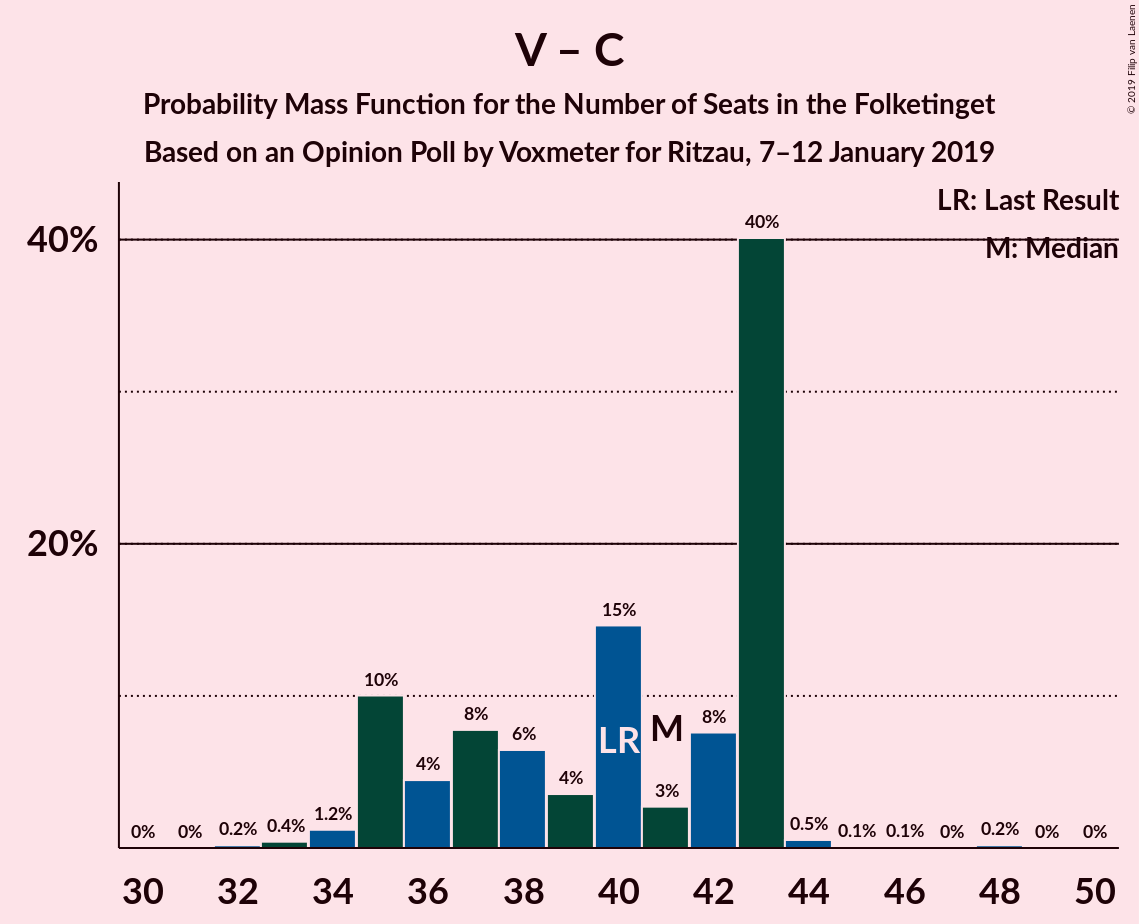 V – C
Probability Mass Function for the Number of Seats in the Folketinget
Based on an Opinion Poll by Voxmeter for Ritzau, 7–12 January 2019
© 2019 Filip van Laenen
LR: Last Result
M: Median
40%
20%
0% 0% 0.2% 0.4% 1.2% 10% 4% 8% 6% 4% 15% 3% 8% 40% 0.5% 0.1% 0.1% 0% 0.2% 0% 0%
LR M
30 32 34 36 38 40 42 44 46 48 50